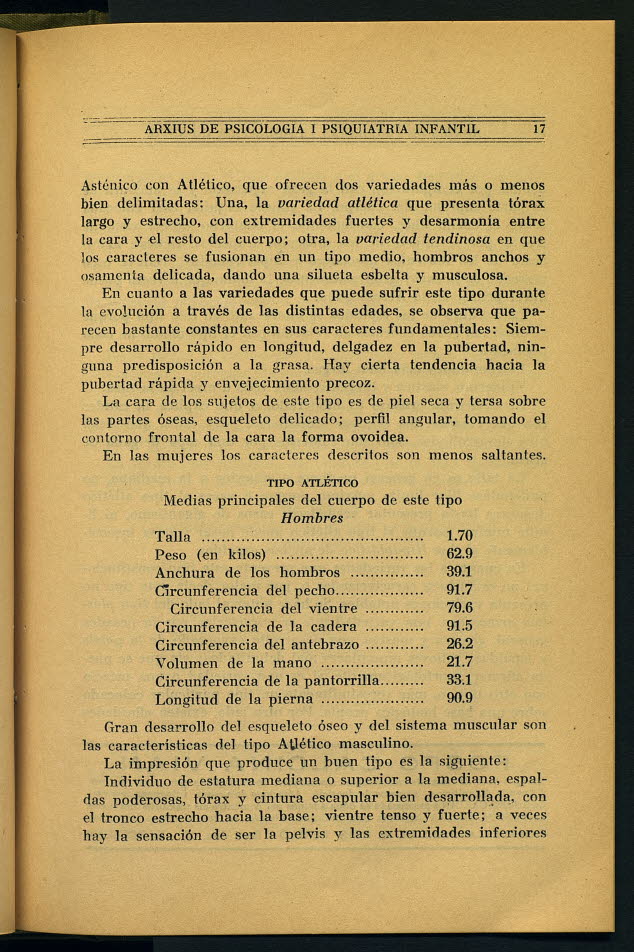 ARXIUS DE PSICOLOGIA I PSIQUIATRIA INFANTIL 17
Asténico con Atlético, que ofrecen dos variedades más o menos
bien delimitadas: Una, la variedad atlética que presenta tórax
largo y estrecho, con extremidades fuertes y desarmonía entre
la cara y el resto del cuerpo; otra, la variedad tendinosa en que
los caracteres se fusionan en un tipo medio, hombros anchos y
osamenta delicada, dando una silueta esbelta y musculosa.
En cuanto a las variedades que puede sufrir este tipo durante
la evolución a través de las distintas edades, se observa que pa-
recen bastante constantes en sus caracteres fundamentales: Siem-
pre desarrollo rápido en longitud, delgadez en la pubertad, nin-
guna predisposición a la grasa. Hay cierta tendencia hacia la
pubertad rápida y envejecimiento precoz.
La cara de los sujetos de este tipo es de piel seca y tersa sobre
las partes óseas, esqueleto delicado; perfil angular, tomando el
contorno frontal de la cara la forma ovoidea.
En las mujeres los caracteres descritos son menos saltantes.
TIPO ATLÉTICO
Medias principales del cuerpo de este tipo
Hombres
Talla ............................................ 1.70
Peso (en kilos) ............................. 62.9
Anchura de los hombros ............... 39.1
Circunferencia del pecho.................. 91.7
Circunferencia del vientre ............ 79.6
Circunferencia de la cadera ............ 91.5
Circunferencia del antebrazo ............ 26.2
Volumen de la mano ..................... 21.7
Circunferencia de la pantorrilla......... 33.1
Longitud de la pierna ..................... 90.9
Gran desarrollo del esqueleto óseo y del sistema muscular son
las características del tipo Atlético masculino.
La impresión que produce un buen tipo es la siguiente:
Individuo de estatura mediana o superior a la mediana, espal-
das poderosas, tórax y cintura escapular bien desarrollada, con
el tronco estrecho hacia la base; vientre tenso y fuerte; a veces
hay la sensación de ser la pelvis y las extremidades inferiores